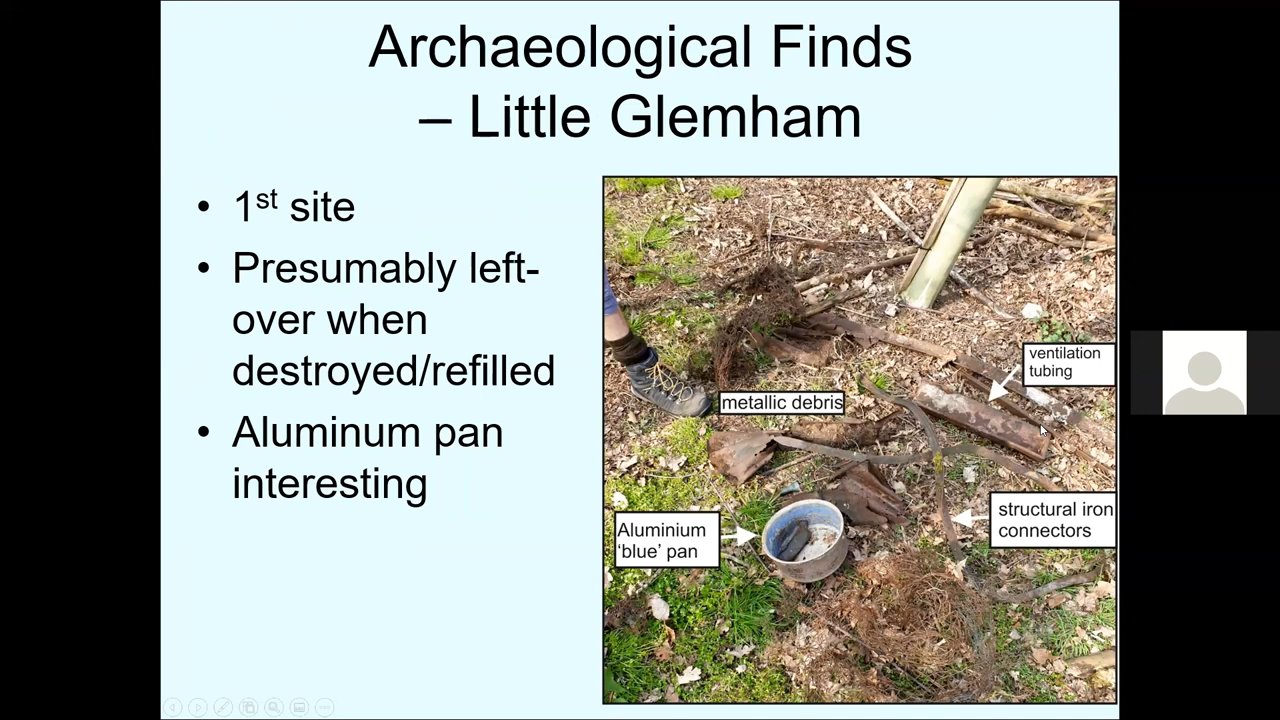 Archaeological Finds
– Little Glemham
• 1st site
• Presumably left-
over when
destroyed/refilled
• Aluminum pan
interesting
ventilation
tubing
metallic debris
structural iron
connectors
Aluminium
‘blue’ pan